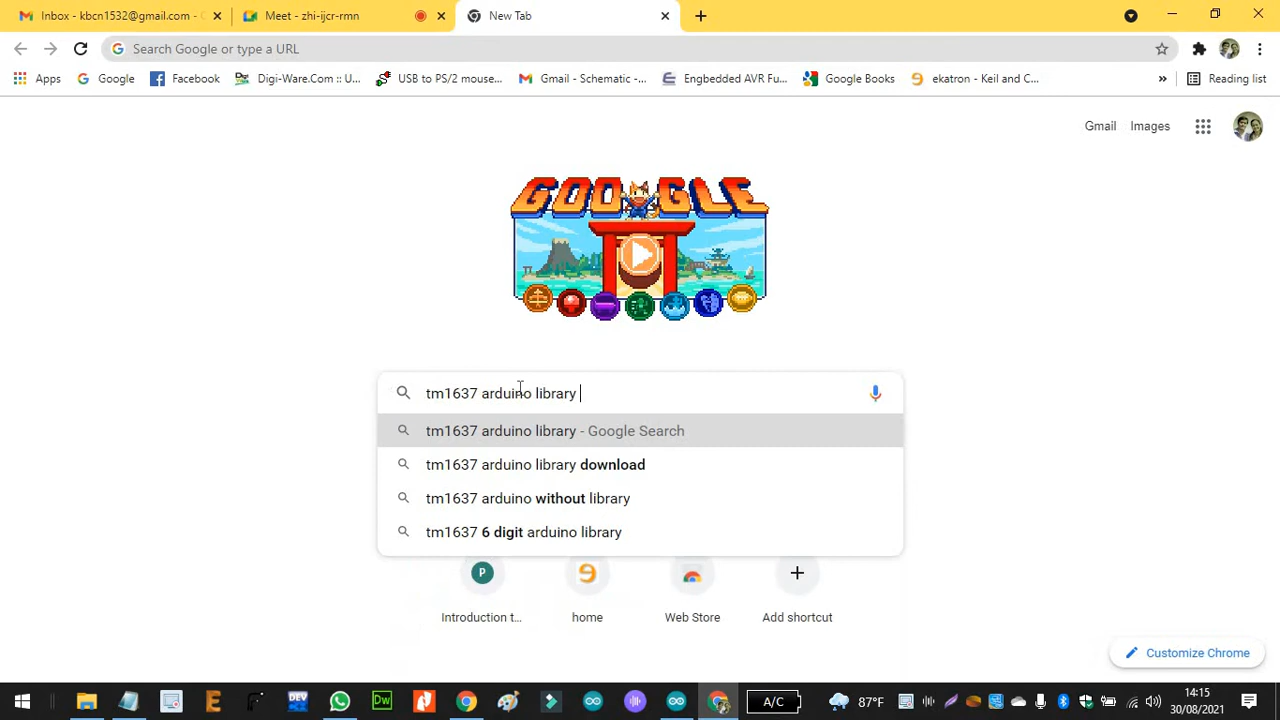 Inbox - kbcn1532@gmail.com - G
Meet - zhi-ijcr-rmn
New Tab
Search Google or type a URL
Apps
Google
Facebook
Digi-Ware.Com :: U...
USB to PS/2 mouse...
Gmail - Schematic -...
Engbedded AVR Fu...
Google Books
ekatron - Keil and C...
»
Reading list
Gmail
Images
GOOGLE
tm1637 arduino library
tm1637 arduino library - Google Search
tm1637 arduino library download
tm1637 arduino without library
tm1637 6 digit arduino library
P
Introduction t...
home
Web Store
Add shortcut
Customize Chrome
DEV
Dw
A/C
87°F
14:15
30/08/2021